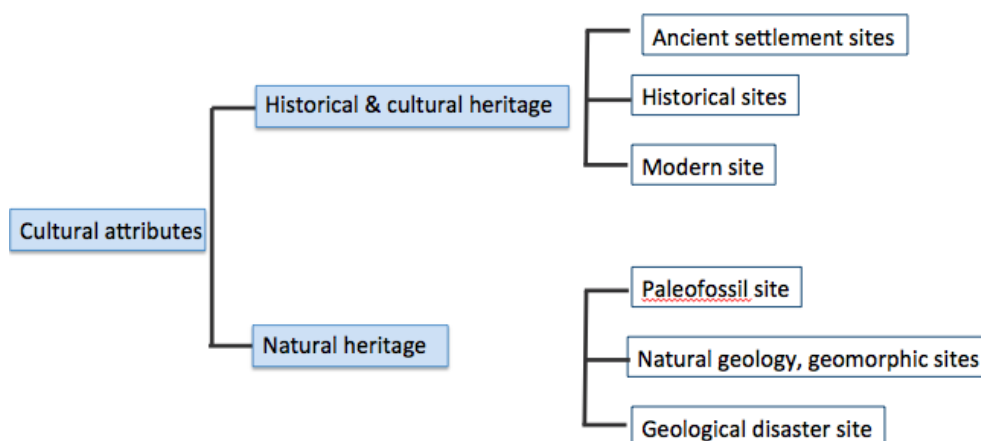 Ancient settlement sites
Historical & cultural heritage
Historical sites
Modern site
Cultural attributes
Paleofossil site
Natural heritage
Natural geology, geomorphic sites
Geological disaster site